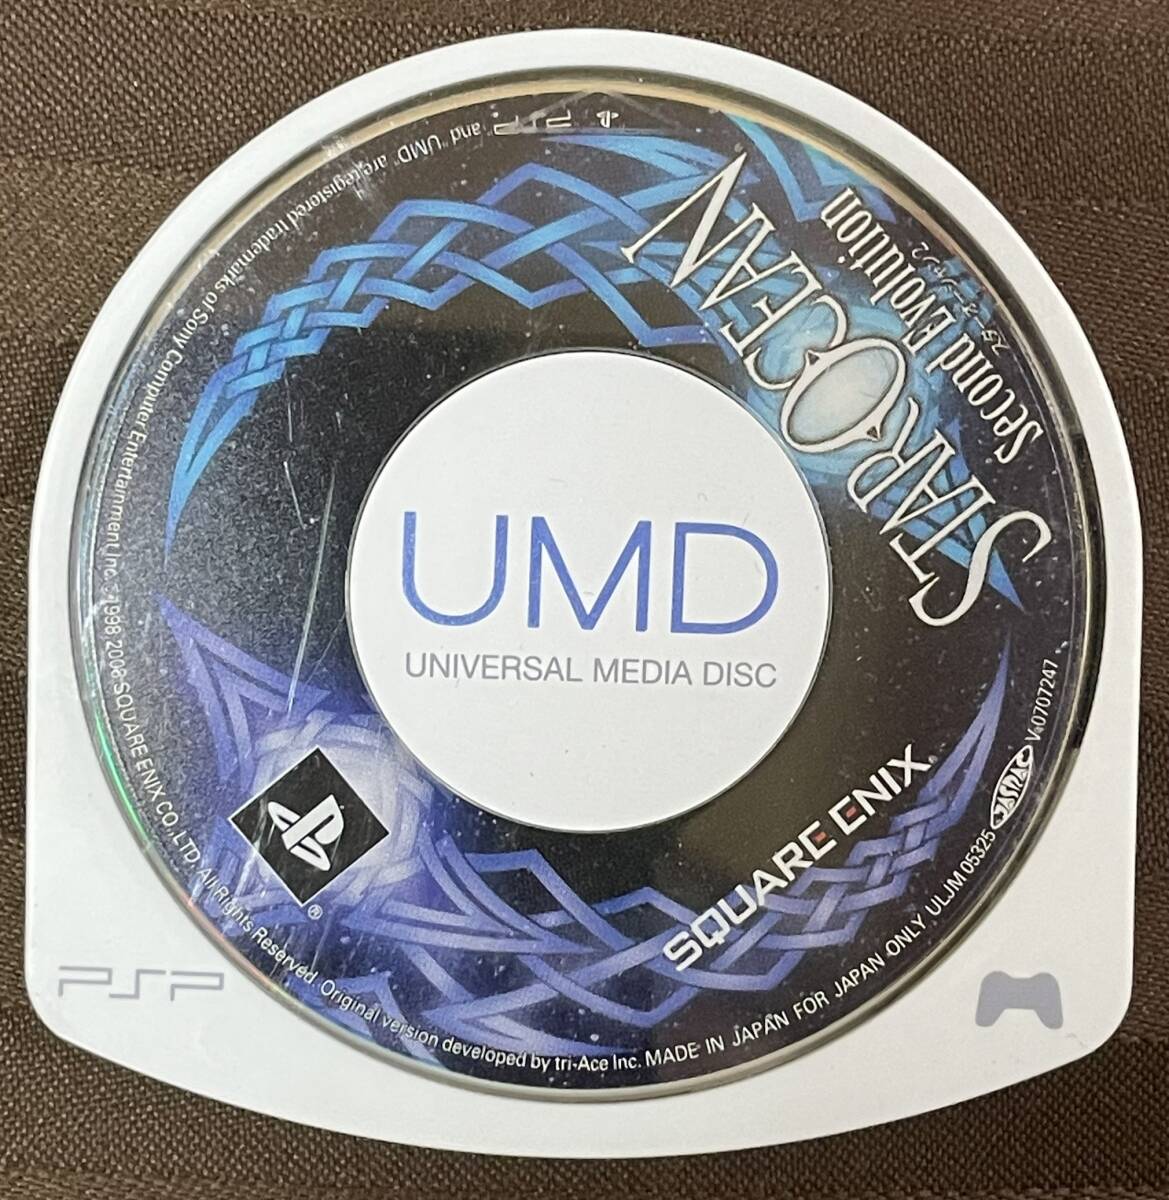 STAR OCEAN
Second Evolution
スターオーシャン2
UMD
UNIVERSAL MEDIA DISC
SQUARE ENIX.
PSP
"PSP" and "UMD" are registered trademarks of Sony Computer Entertainment Inc. 1998 2008 SQUARE ENIX CO.,LTD. All Rights Reserved. Original version developed by tri-Ace Inc. MADE IN JAPAN FOR JAPAN ONLY ULJM 05325 JASRAC V-0707247
®